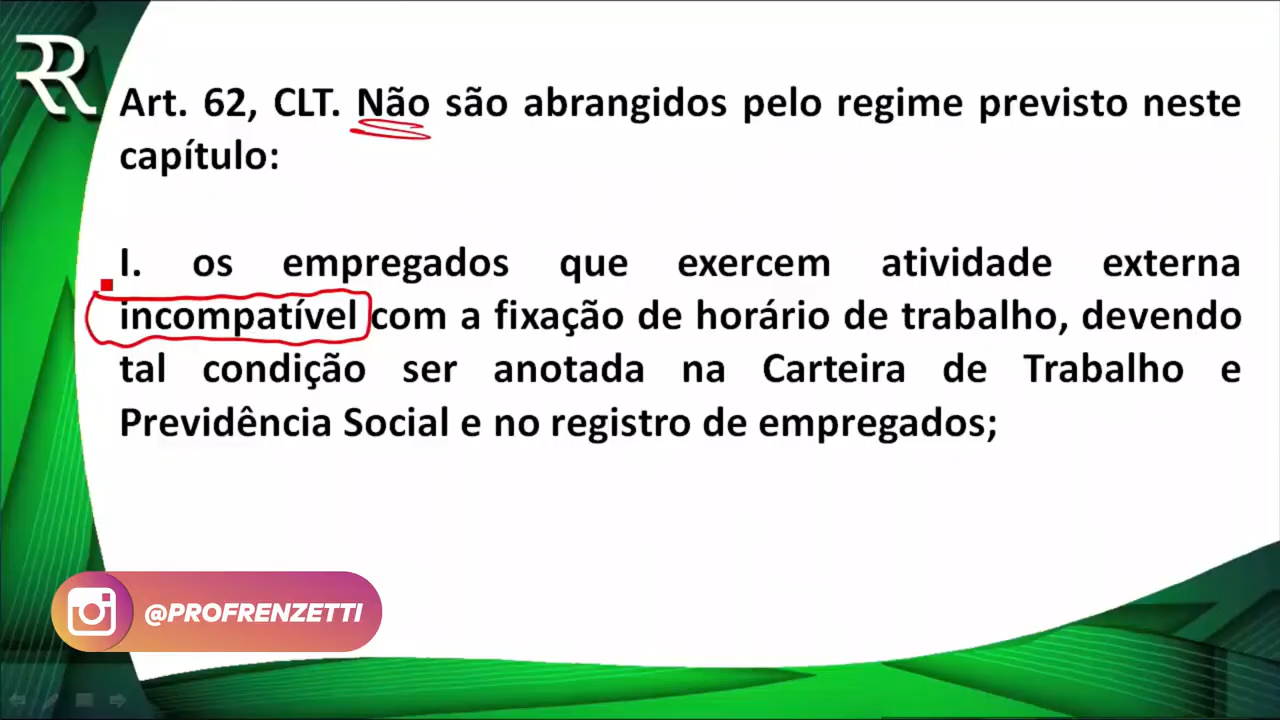 RR
Art. 62, CLT. Não são abrangidos pelo regime previsto neste
capítulo:
I. os empregados que exercem atividade externa
incompatível com a fixação de horário de trabalho, devendo
tal condição ser anotada na Carteira de Trabalho e
Previdência Social e no registro de empregados;
@PROFRENZETTI